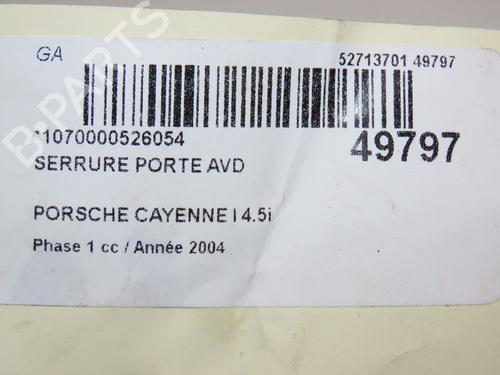 GA
52713701 49797
*1070000526054
49797
SERRURE PORTE AVD
PORSCHE CAYENNE I 4.5i
Phase 1 cc / Année 2004
B-PARTS